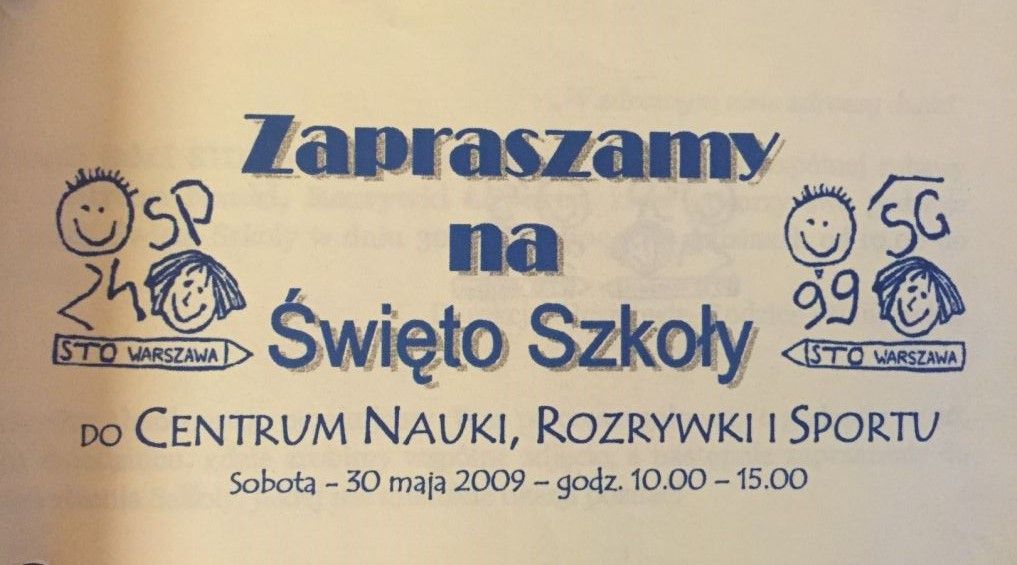 Zapraszamy
na
Święto Szkoły
SP
24
STO WARSZAWA
SG
99
STO WARSZAWA
DO CENTRUM NAUKI, ROZRYWKI I SPORTU
Sobota – 30 maja 2009 – godz. 10.00 – 15.00